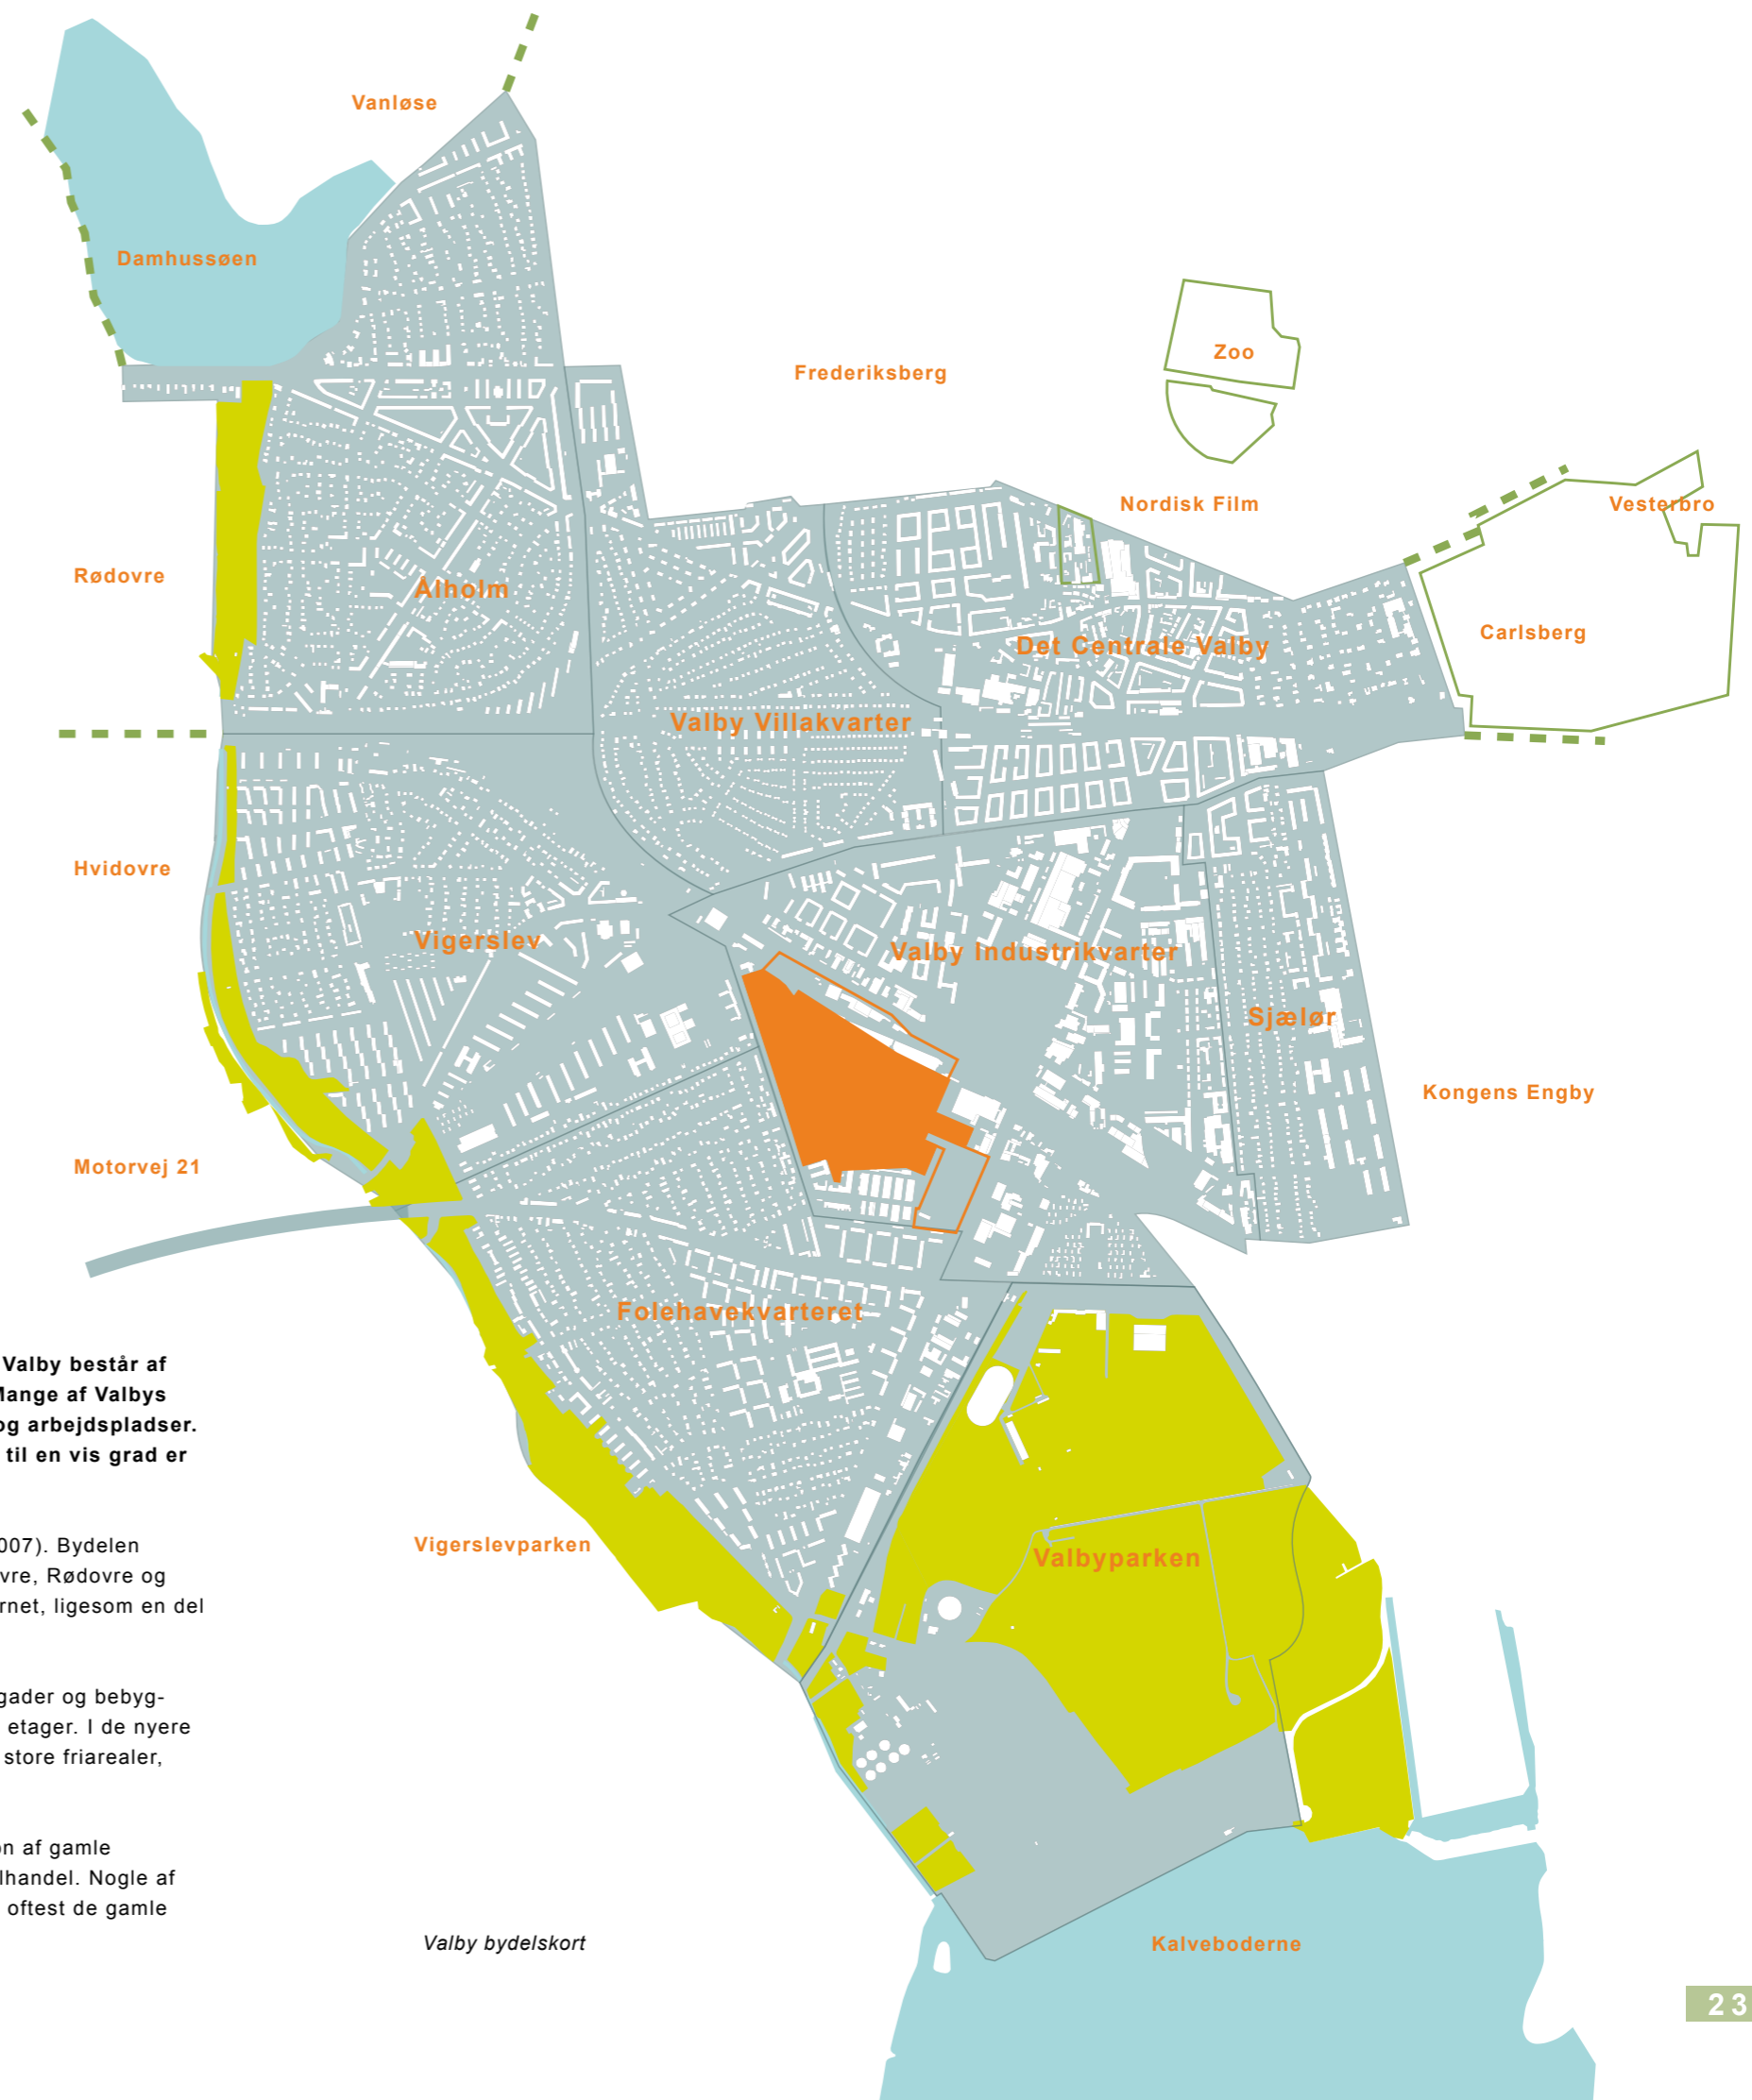 Vanløse
Damhussøen
Zoo
Frederiksberg
Nordisk Film
Vesterbro
Rødovre
Ålholm
Carlsberg
Det Centrale Valby
Valby Villakvarter
Hvidovre
Vigerslev
Valby Industrikvarter
Sjælør
Kongens Engby
Motorvej 21
Folehavekvarteret
Valby består af
Mange af Valbys
og arbejdspladser.
til en vis grad er
007). Bydelen
vre, Rødovre og
rnet, ligesom en del
Vigerslevparken
Valbyparken
gader og bebyg-
etager. I de nyere
store friarealer,
on af gamle
lhandel. Nogle af
oftest de gamle
Valby bydelskort
Kalveboderne
23